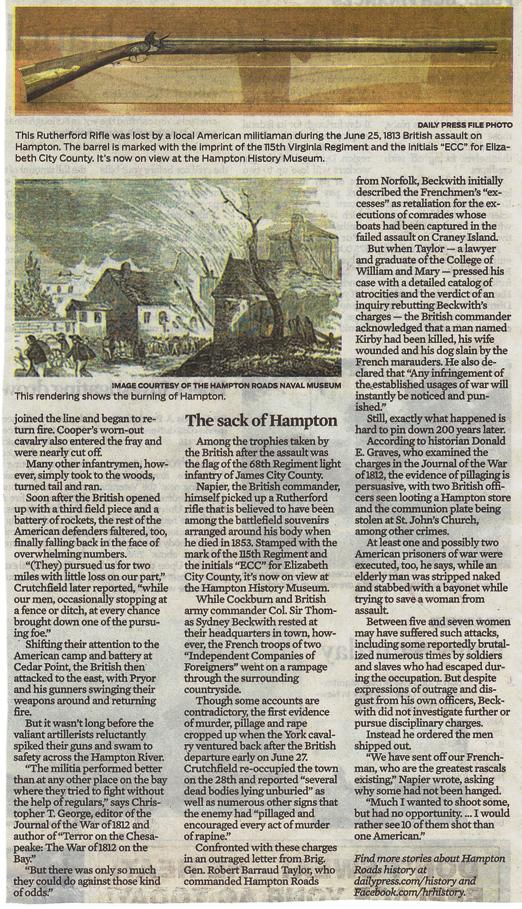 DAILY PRESS FILE PHOTO
This Rutherford Rifle was lost by a local American militiaman during the June 25, 1813 British assault on
Hampton. The barrel is marked with the imprint of the 115th Virginia Regiment and the initials "ECC" for Eliza-
beth City County. It's now on view at the Hampton History Museum.
IMAGE COURTESY OF THE HAMPTON ROADS NAVAL MUSEUM
This rendering shows the burning of Hampton.
joined the line and began to re-
turn fire. Cooper's worn-out
cavalry also entered the fray and
were nearly cut off.
Many other infantrymen, how-
ever, simply took to the woods,
turned tail and ran.
Soon after the British opened
up with a third field piece and a
battery of rockets, the rest of the
American defenders filtered, too,
finally falling back in the face of
overwhelming numbers.
"(They) pursued us for two
miles with little loss on our part,"
Crutchfield later reported, "while
our men, occasionally stopping at
a fence or ditch, at every chance
brought down one of the pursu-
ing foe."
Shifting their attention to the
American camp and battery at
Cedar Point, the British then
attacked to the east, with Pryor
and his gunners swinging their
weapons around and returning
fire.
But it wasn't long before the
valiant artillerists reluctantly
spiked their guns and swam to
safety across the Hampton River.
"The militia performed better
than at any other place on the bay
where they tried to fight without
the help of regulars," says Chris-
topher T. George, editor of the
Journal of the War of 1812 and
author of "Terror on the Chesa-
peake: The War of 1812 on the
Bay."
"But there was only so much
they could do against those kind
of odds."
The sack of Hampton
Among the trophies taken by
the British after the assault was
the flag of the 68th Regiment light
infantry of James City County.
Napier, the British commander,
himself picked up a Rutherford
rifle that is believed to have been
among the battlefield souvenirs
arranged around his body when
he died in 1853. Stamped with the
mark of the 115th Regiment and
the initials "ECC" for Elizabeth
City County, it's now on view at
the Hampton History Museum.
While Cockburn and British
army commander Col. Sir Thom-
as Sydney Beckwith rested at
their headquarters in town, how-
ever, the French troops of two
"Independent Companies of
Foreigners" went on a rampage
through the surrounding
countryside.
Though some accounts are
contradictory, the first evidence
of murder, pillage and rape
cropped up when the York caval-
ry ventured back after the British
departure early on June 27.
Crutchfield re-occupied the town
on the 28th and reported "several
dead bodies lying unburied" as
well as numerous other signs that
the enemy had "pillaged and
encouraged every act of murder
of rapine."
Confronted with these charges
in an outraged letter from Brig.
Gen. Robert Barraud Taylor, who
commanded Hampton Roads
from Norfolk, Beckwith initially
described the Frenchmen's "ex-
cesses" as retaliation for the ex-
ecutions of comrades whose
boats had been captured in the
failed assault on Craney Island.
But when Taylor — a lawyer
and graduate of the College of
William and Mary — pressed his
case with a detailed catalog of
atrocities and the verdict of an
inquiry rebutting Beckwith's
charges — the British commander
acknowledged that a man named
Kirby had been killed, his wife
wounded and his dog slain by the
French marauders. He also de-
clared that "Any infringement of
the established usages of war will
instantly be noticed and pun-
ished."
Still, exactly what happened is
hard to pin down 200 years later.
According to historian Donald
E. Graves, who examined the
charges in the Journal of the War
of 1812, the evidence of pillaging is
persuasive, with two British offi-
cers seen looting a Hampton store
and the communion plate being
stolen at St. John's Church,
among other crimes.
At least one and possibly two
American prisoners of war were
executed, too, he says, while an
elderly man was stripped naked
and stabbed with a bayonet while
trying to save a woman from
assault.
Between five and seven women
may have suffered such attacks,
including some reportedly brutal-
ized numerous times by soldiers
and slaves who had escaped dur-
ing the occupation. But despite
expressions of outrage and dis-
gust from his own officers, Beck-
with did not investigate further or
pursue disciplinary charges.
Instead he ordered the men
shipped out.
"We have sent off our French-
man, who are the greatest rascals
existing," Napier wrote, asking
why some had not been hanged.
"Much I wanted to shoot some,
but had no opportunity. ... I would
rather see 10 of them shot than
one American."
Find more stories about Hampton
Roads history at
dailypress.com/history and
Facebook.com/hrhistory.